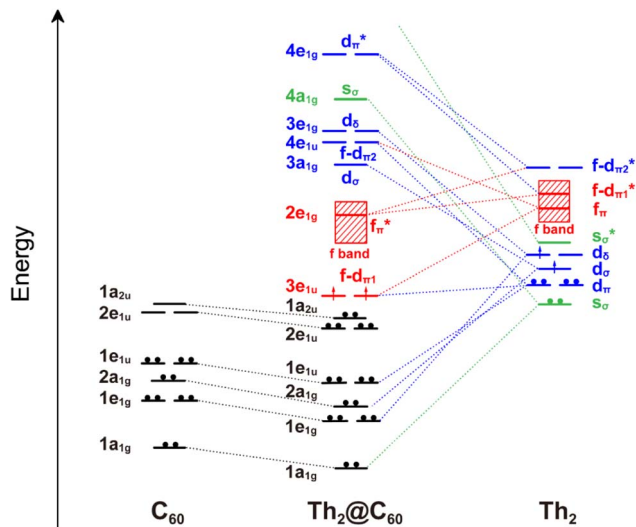 Energy
4e₁g
dπ*
4a₁g
sσ
3e₁g
dδ
4e₁u
f-dπ2
3a₁g
dσ
2e₁g
fπ*
f band
3e₁u
f-dπ1
1a₂u
2e₁u
1e₁u
2a₁g
1e₁g
1a₁g
1a₂u
2e₁u
1e₁u
2a₁g
1e₁g
1a₁g
f-dπ2*
f-dπ1*
fπ
f band
sσ*
dδ
dσ
dπ
sσ
C₆₀
Th₂@C₆₀
Th₂